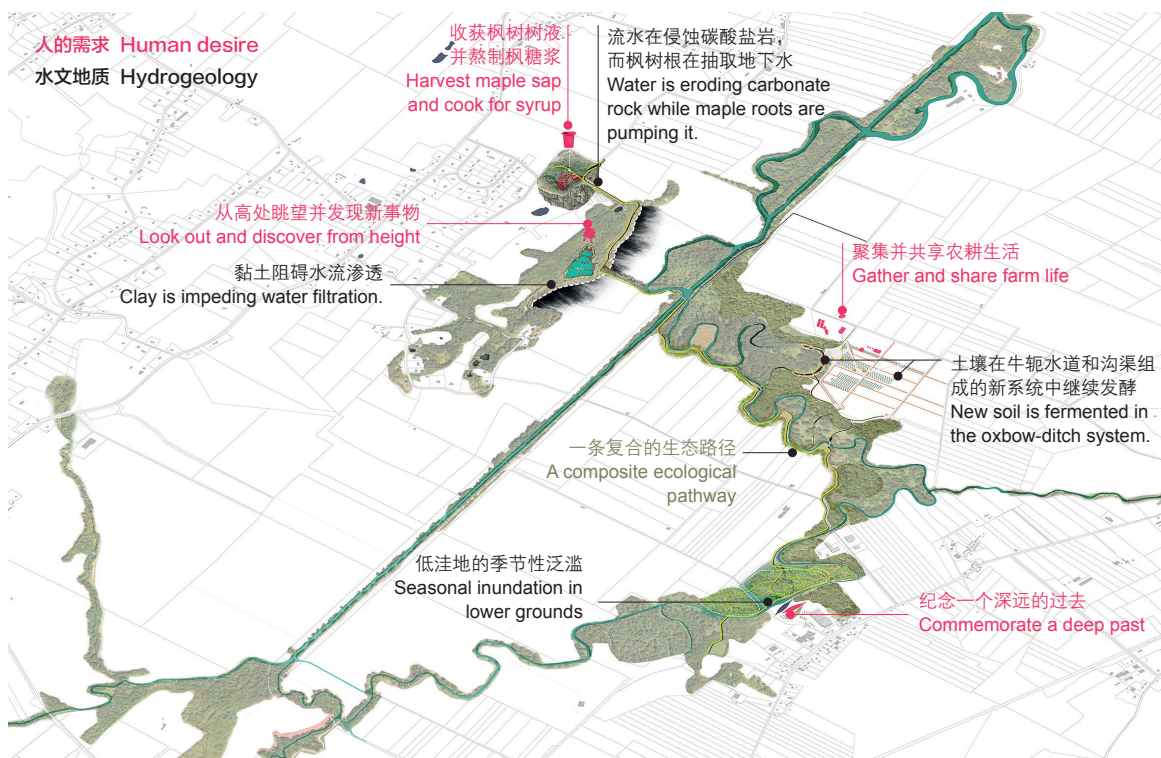 人的需求 Human desire
水文地质 Hydrogeology
收获枫树树液
并熬制枫糖浆
Harvest maple sap
and cook for syrup
流水在侵蚀碳酸盐岩，
而枫树根在抽取地下水
Water is eroding carbonate
rock while maple roots are
pumping it.
从高处眺望并发现新事物
Look out and discover from height
黏土阻碍水流渗透
Clay is impeding water filtration.
聚集并共享农耕生活
Gather and share farm life
土壤在牛轭水道和沟渠组
成的新系统中继续发酵
New soil is fermented in
the oxbow-ditch system.
一条复合的生态路径
A composite ecological
pathway
低洼地的季节性泛滥
Seasonal inundation in
lower grounds
纪念一个深远的过去
Commemorate a deep past